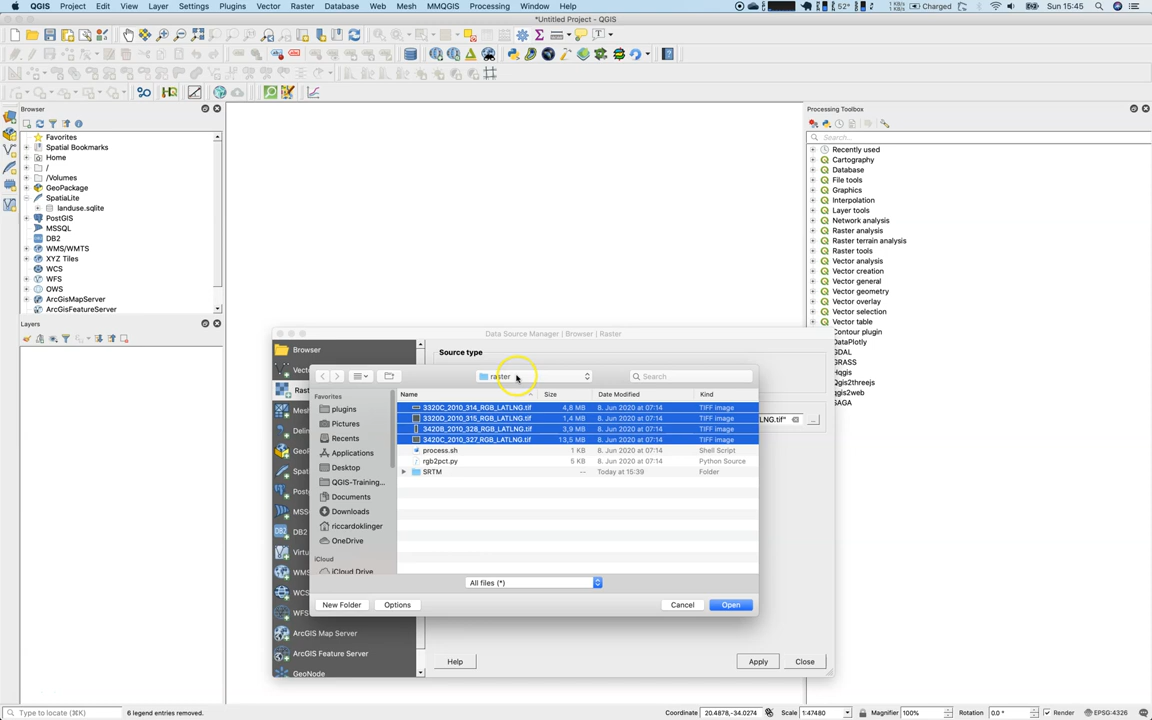 QGIS Project Edit View Layer Settings Plugins Vector Raster Database Web Mesh MMQGIS Processing Window Help
52° Charged Sun 15:45
*Untitled Project - QGIS
Browser
Favorites
Spatial Bookmarks
Home
/
/Volumes
GeoPackage
SpatiaLite
landuse.sqlite
PostGIS
MSSQL
DB2
WMS/WMTS
XYZ Tiles
WCS
WFS
OWS
ArcGisMapServer
ArcGisFeatureServer
Layers
Processing Toolbox
Search...
Recently used
Cartography
Database
File tools
Graphics
Interpolation
Layer tools
Network analysis
Raster analysis
Raster terrain analysis
Raster tools
Vector analysis
Vector creation
Vector general
Vector geometry
Vector overlay
Vector selection
Vector table
Contour plugin
DataPlotly
GDAL
GRASS
Hqgis
Qgis2threejs
qgis2web
SAGA
Data Source Manager | Browser | Raster
Browser
Source type
LNG.tif"
...
WFS
ArcGIS Map Server
ArcGIS Feature Server
GeoNode
Help
Apply
Close
raster
Search
Favorites
plugins
Pictures
Recents
Applications
Desktop
QGIS-Training...
Documents
Downloads
riccardoklinger
OneDrive
iCloud
iCloud Drive
Name Size Date Modified Kind
3320C_2010_314_RGB_LATLNG.tif 4,8 MB 8. Jun 2020 at 07:14 TIFF image
3320D_2010_315_RGB_LATLNG.tif 1,4 MB 8. Jun 2020 at 07:14 TIFF image
3420B_2010_328_RGB_LATLNG.tif 3,9 MB 8. Jun 2020 at 07:14 TIFF image
3420C_2010_327_RGB_LATLNG.tif 13,5 MB 8. Jun 2020 at 07:14 TIFF image
process.sh 1 KB 8. Jun 2020 at 07:14 Shell Script
rgb2pct.py 5 KB 8. Jun 2020 at 07:14 Python Source
SRTM -- Today at 15:39 Folder
All files (*)
New Folder
Options
Cancel
Open
Type to locate (⌘K)
6 legend entries removed.
Coordinate 20.4878,-34.0274 Scale 1:47480 Magnifier 100% Rotation 0.0 ° Render EPSG:4326